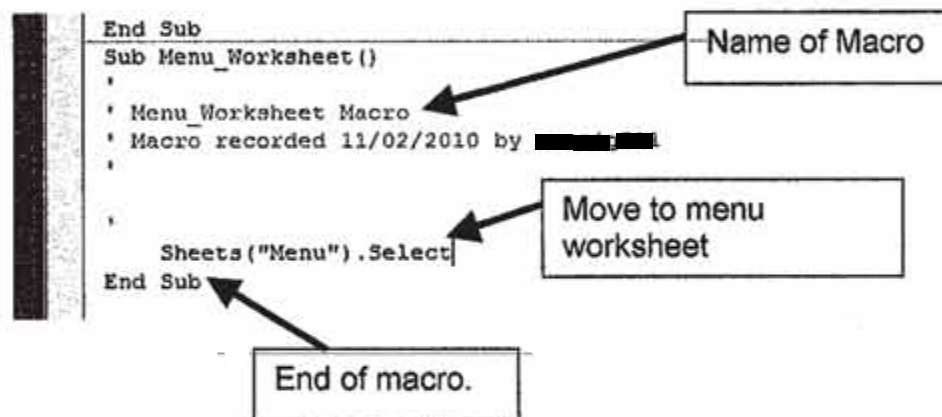 End Sub
Sub Menu_Worksheet()
'
' Menu_Worksheet Macro
' Macro recorded 11/02/2010 by
'
'
Sheets("Menu").Select
End Sub
Name of Macro
Move to menu
worksheet
End of macro.